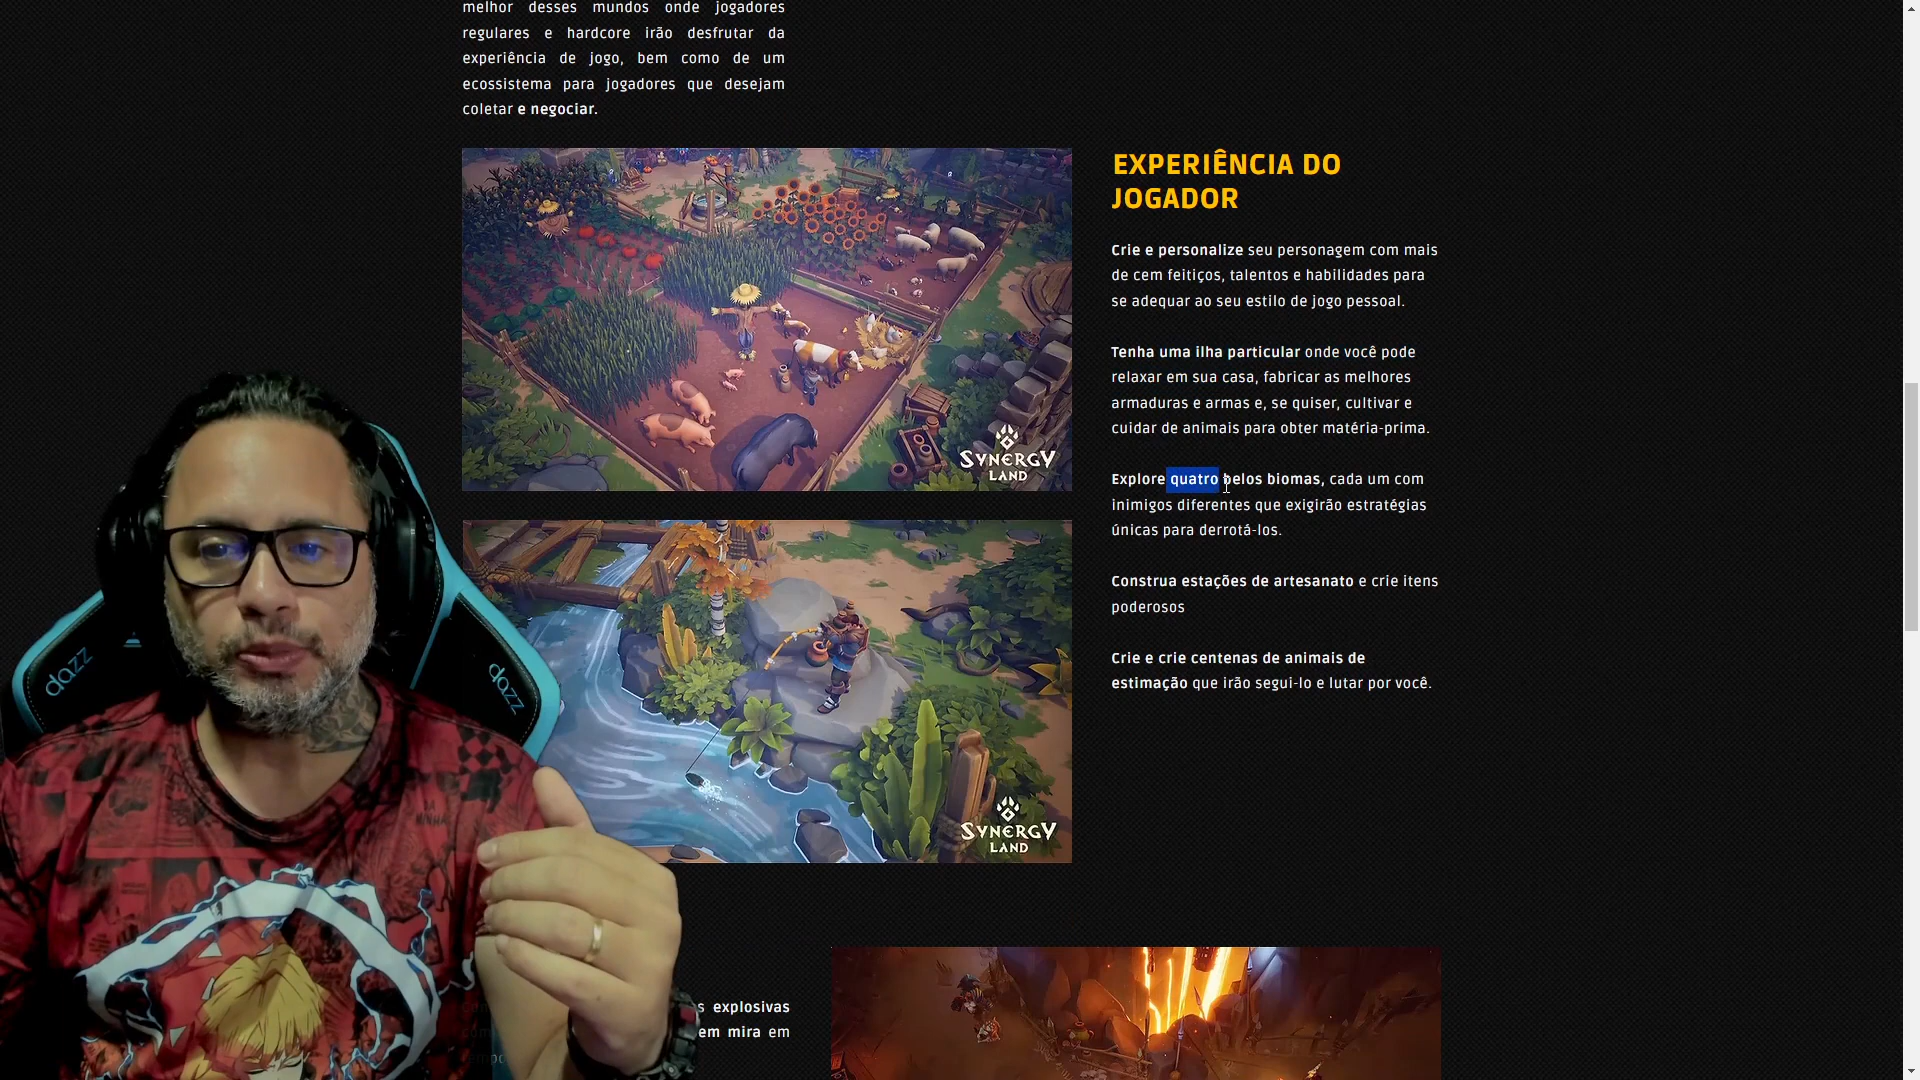 melhor desses mundos onde jogadores
regulares e hardcore irão desfrutar da
experiência de jogo, bem como de um
ecossistema para jogadores que desejam
coletar e negociar.
EXPERIÊNCIA DO
JOGADOR
Crie e personalize seu personagem com mais
de cem feitiços, talentos e habilidades para
se adequar ao seu estilo de jogo pessoal.
Tenha uma ilha particular onde você pode
relaxar em sua casa, fabricar as melhores
armaduras e armas e, se quiser, cultivar e
cuidar de animais para obter matéria-prima.
Explore quatro belos biomas, cada um com
inimigos diferentes que exigirão estratégias
únicas para derrotá-los.
Construa estações de artesanato e crie itens
poderosos
Crie e crie centenas de animais de
estimação que irão segui-lo e lutar por você.
SYNERGY
LAND
SYNERGY
LAND
dazz
dazz
explosivas
em mira em